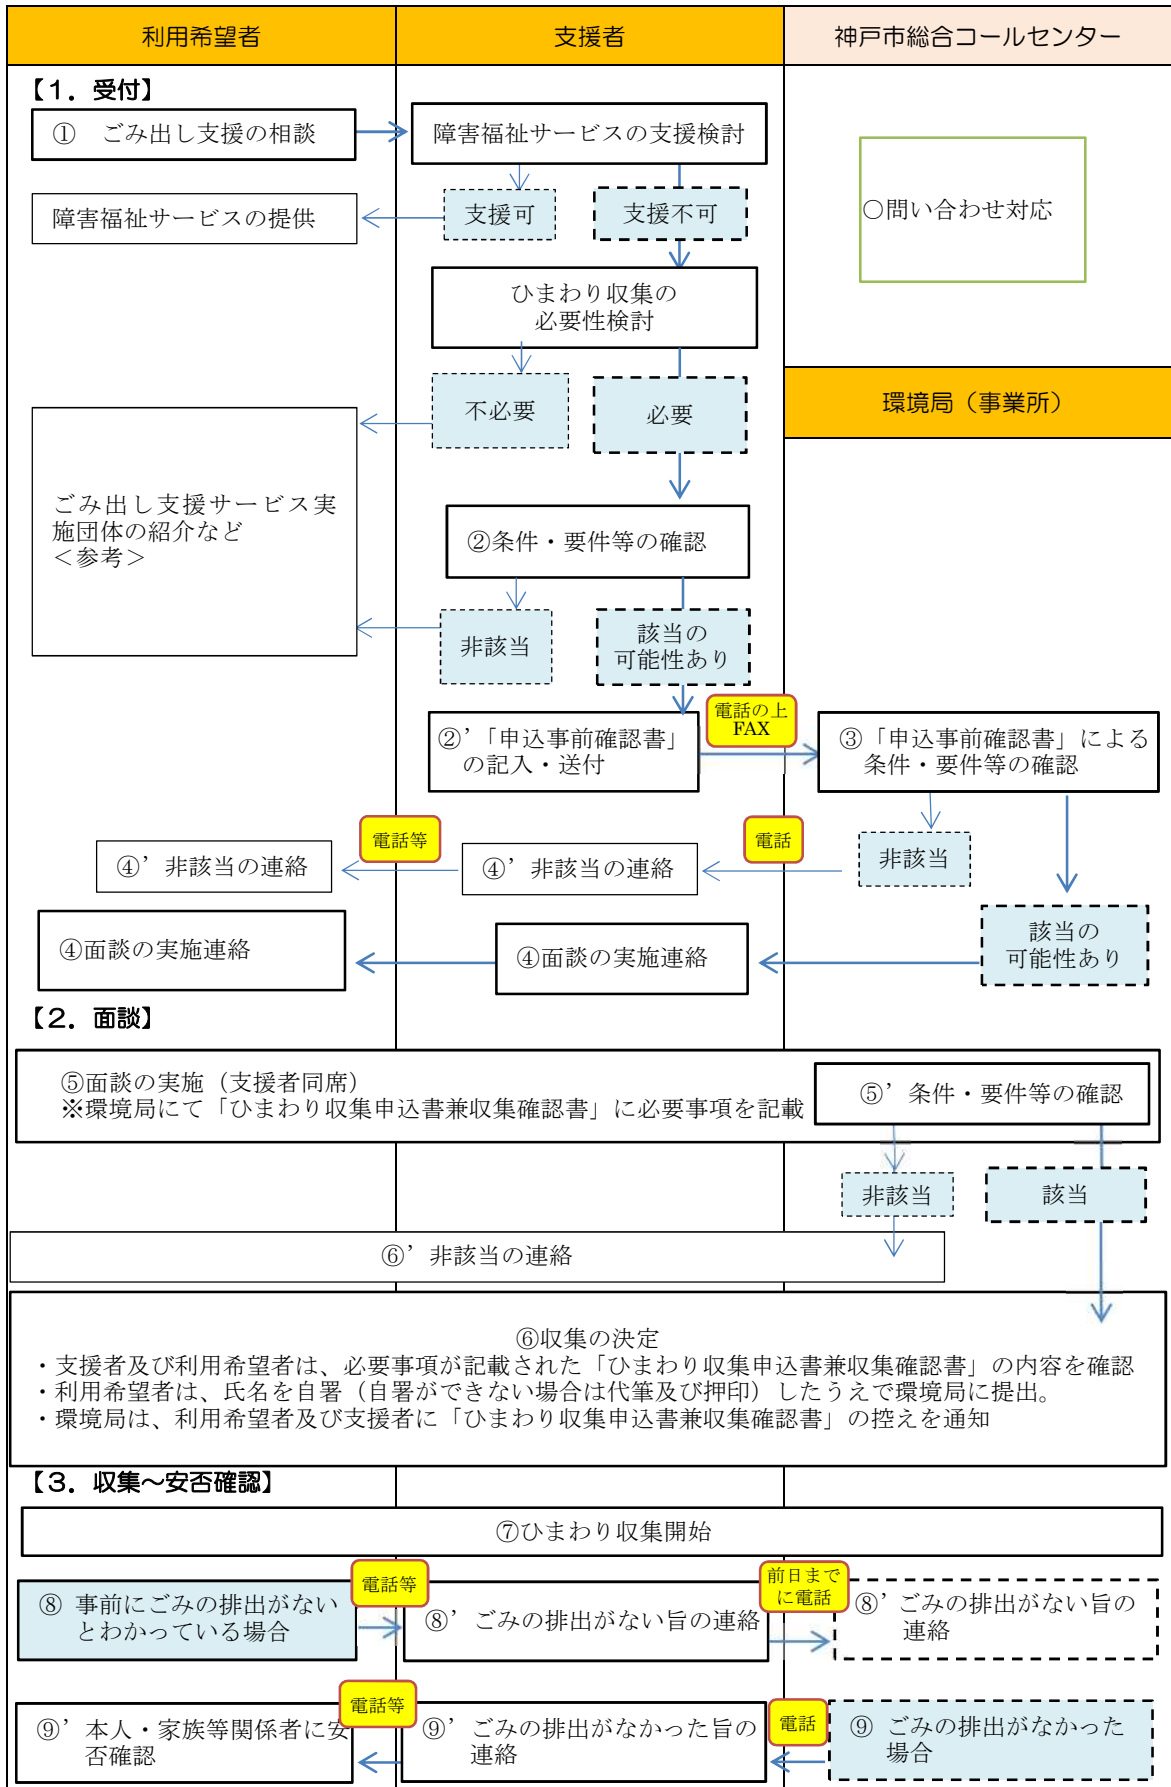 利用希望者
支援者
神戸市総合コールセンター
【1．受付】
①　ごみ出し支援の相談
障害福祉サービスの支援検討
障害福祉サービスの提供
支援可
支援不可
○問い合わせ対応
ひまわり収集の
必要性検討
不必要
必要
環境局（事業所）
ごみ出し支援サービス実
施団体の紹介など
＜参考＞
②条件・要件等の確認
非該当
該当の
可能性あり
②’「申込事前確認書」
の記入・送付
電話の上
FAX
③「申込事前確認書」による
条件・要件等の確認
非該当
電話
④’ 非該当の連絡
電話等
④’ 非該当の連絡
該当の
可能性あり
④面談の実施連絡
④面談の実施連絡
【2．面談】
⑤面談の実施（支援者同席）
※環境局にて「ひまわり収集申込書兼収集確認書」に必要事項を記載
⑤’ 条件・要件等の確認
非該当
該当
⑥’ 非該当の連絡
⑥収集の決定
・支援者及び利用希望者は、必要事項が記載された「ひまわり収集申込書兼収集確認書」の内容を確認
・利用希望者は、氏名を自署（自署ができない場合は代筆及び押印）したうえで環境局に提出。
・環境局は、利用希望者及び支援者に「ひまわり収集申込書兼収集確認書」の控えを通知
【3．収集～安否確認】
⑦ひまわり収集開始
⑧ 事前にごみの排出がない
とわかっている場合
電話等
⑧’ ごみの排出がない旨の連絡
前日まで
に電話
⑧’ ごみの排出がない旨の
連絡
⑨’ 本人・家族等関係者に安
否確認
電話等
⑨’ ごみの排出がなかった旨の
連絡
電話
⑨ ごみの排出がなかった
場合